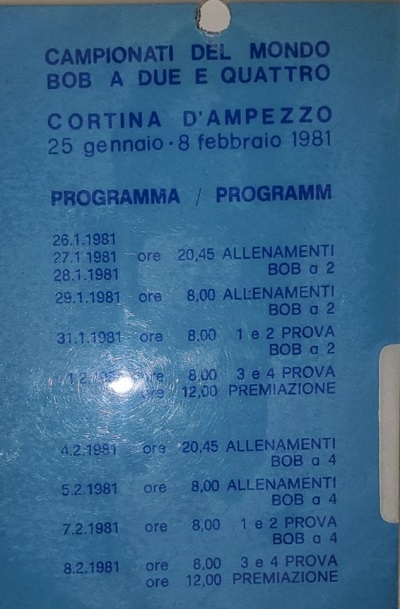 CAMPIONATI DEL MONDO
BOB A DUE E QUATTRO
CORTINA D'AMPEZZO
25 gennaio • 8 febbraio 1981
PROGRAMMA / PROGRAMM
26.1.1981
27.1.1981 ore 20,45 ALLENAMENTI
28.1.1981 BOB a 2
29.1.1981 ore 8,00 ALLENAMENTI
BOB a 2
31.1.1981 ore 8,00 1 e 2 PROVA
BOB a 2
1.2.1981 ore 8,00 3 e 4 PROVA
ore 12,00 PREMIAZIONE
4.2.1981 ore 20,45 ALLENAMENTI
BOB a 4
5.2.1981 ore 8,00 ALLENAMENTI
BOB a 4
7.2.1981 ore 8,00 1 e 2 PROVA
BOB a 4
8.2.1981 ore 8,00 3 e 4 PROVA
ore 12,00 PREMIAZIONE